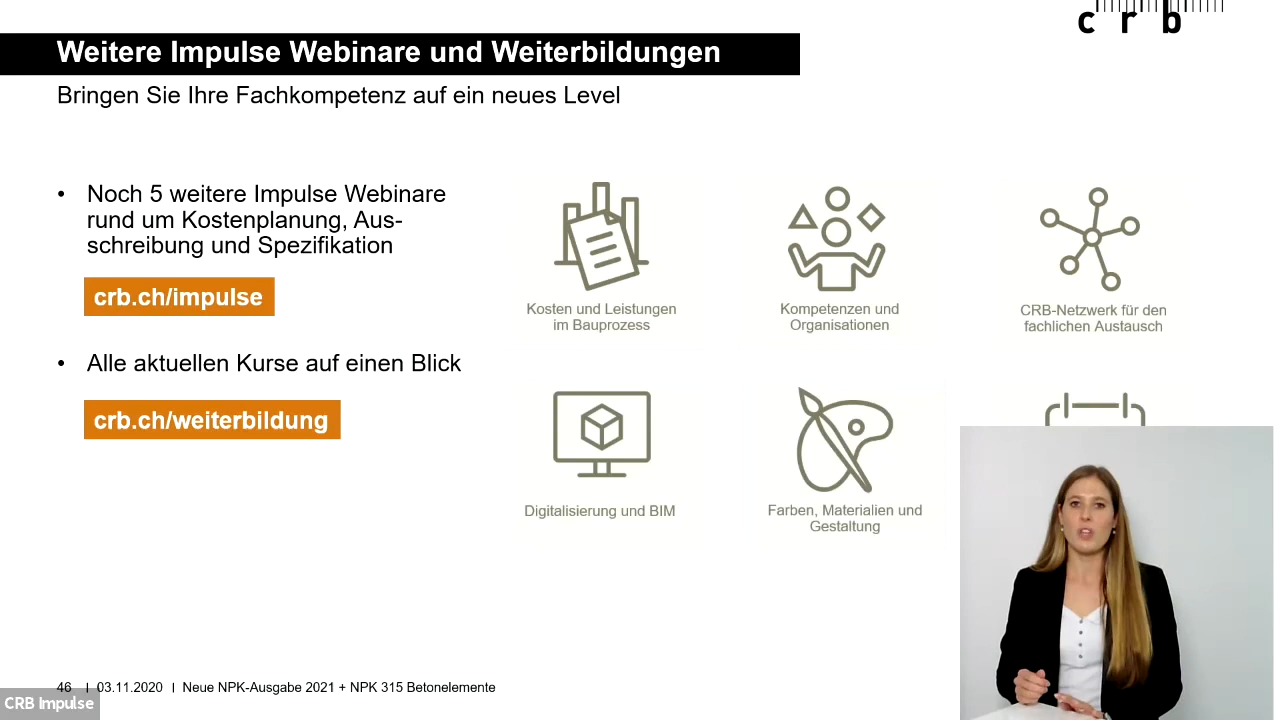 crb
Weitere Impulse Webinare und Weiterbildungen
Bringen Sie Ihre Fachkompetenz auf ein neues Level
• Noch 5 weitere Impulse Webinare
rund um Kostenplanung, Aus-
schreibung und Spezifikation
crb.ch/impulse
• Alle aktuellen Kurse auf einen Blick
crb.ch/weiterbildung
Kosten und Leistungen
im Bauprozess
Kompetenzen und
Organisationen
CRB-Netzwerk für den
fachlichen Austausch
Digitalisierung und BIM
Farben, Materialien und
Gestaltung
46 | 03.11.2020 | Neue NPK-Ausgabe 2021 + NPK 315 Betonelemente
CRB Impulse